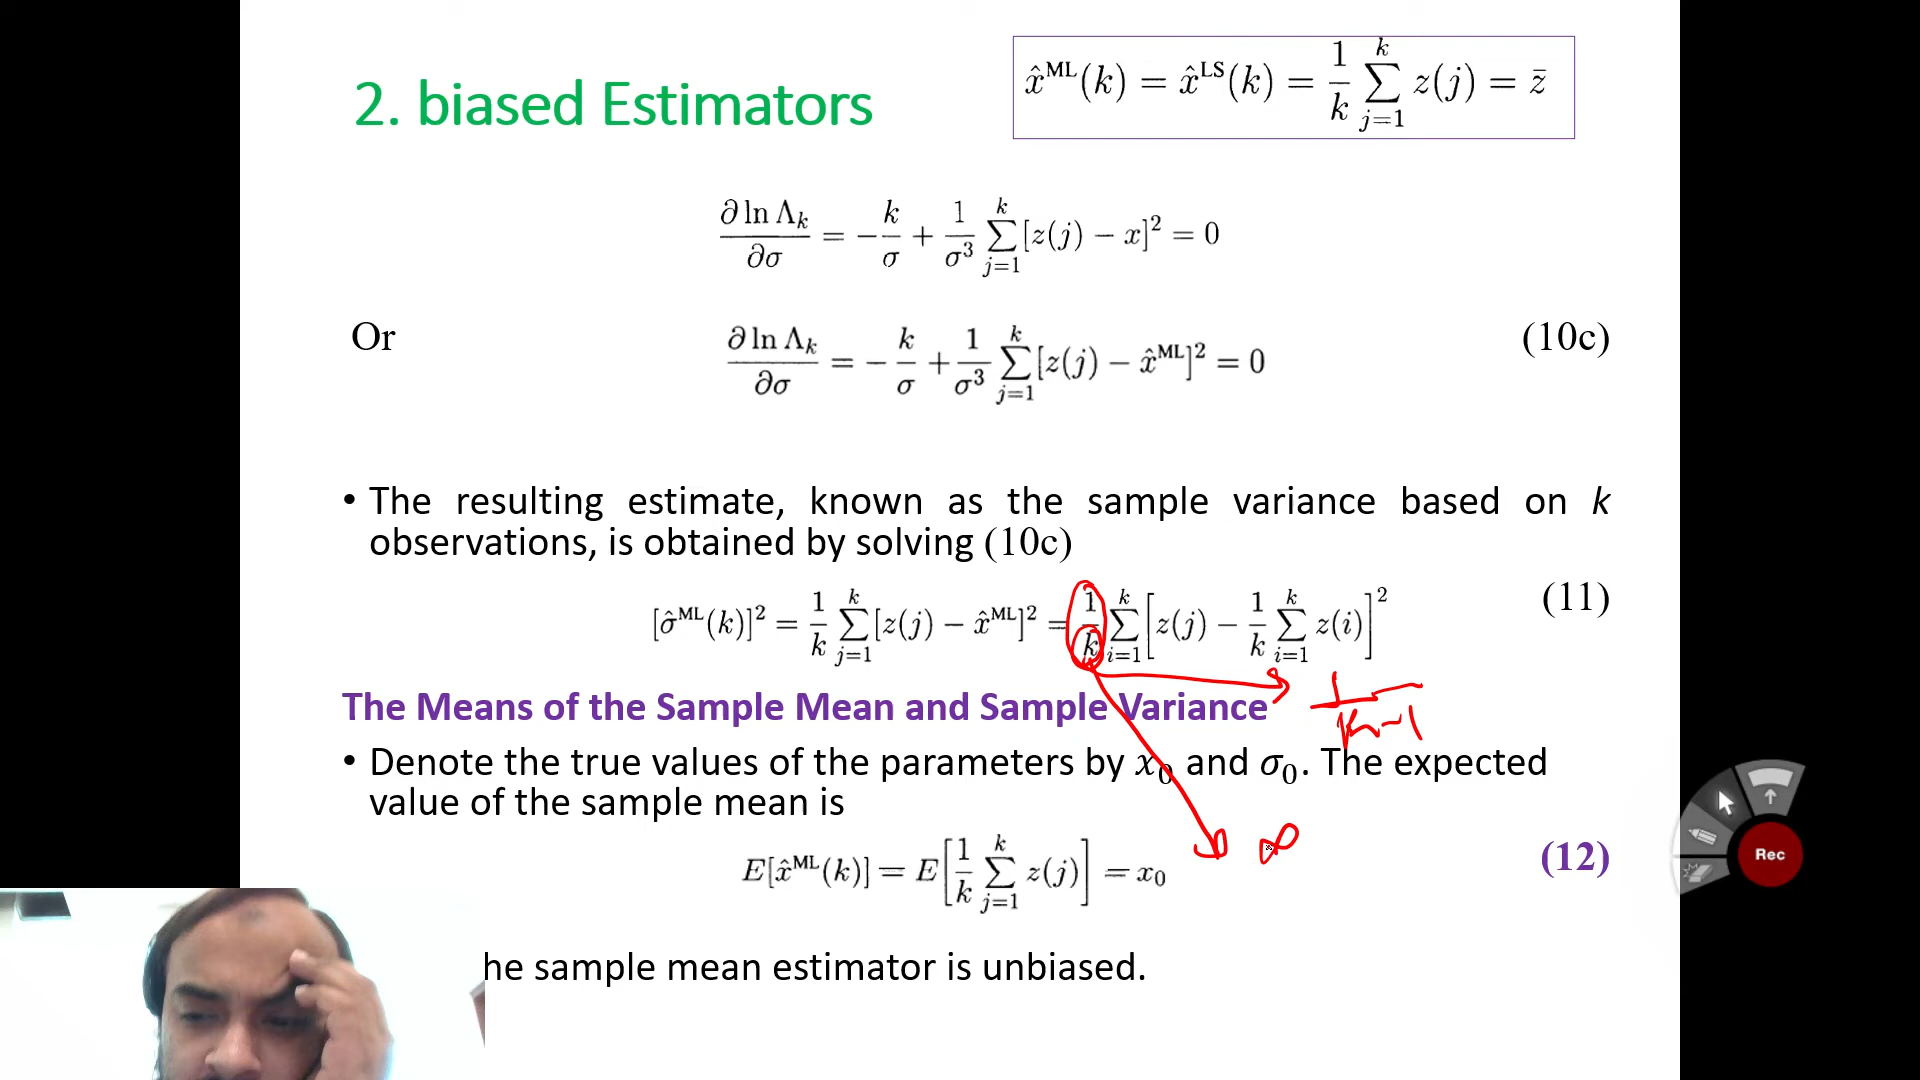 2. biased Estimators
x̂^ML(k) = x̂^LS(k) = 1/k ∑_{j=1}^{k} z(j) = z̄
∂ ln Λ_k / ∂σ = − k/σ + 1/σ³ ∑_{j=1}^{k} [z(j) − x]² = 0
Or
∂ ln Λ_k / ∂σ = − k/σ + 1/σ³ ∑_{j=1}^{k} [z(j) − x̂^ML]² = 0
(10c)
• The resulting estimate, known as the sample variance based on k
observations, is obtained by solving (10c)
[σ̂^ML(k)]² = 1/k ∑_{j=1}^{k} [z(j) − x̂^ML]² = 1/k ∑_{i=1}^{k} [z(j) − 1/k ∑_{i=1}^{k} z(i)]²
(11)
1/k−1
The Means of the Sample Mean and Sample Variance
• Denote the true values of the parameters by x₀ and σ₀. The expected
value of the sample mean is
∞
E[x̂^ML(k)] = E[1/k ∑_{j=1}^{k} z(j)] = x₀
(12)
he sample mean estimator is unbiased.
Rec